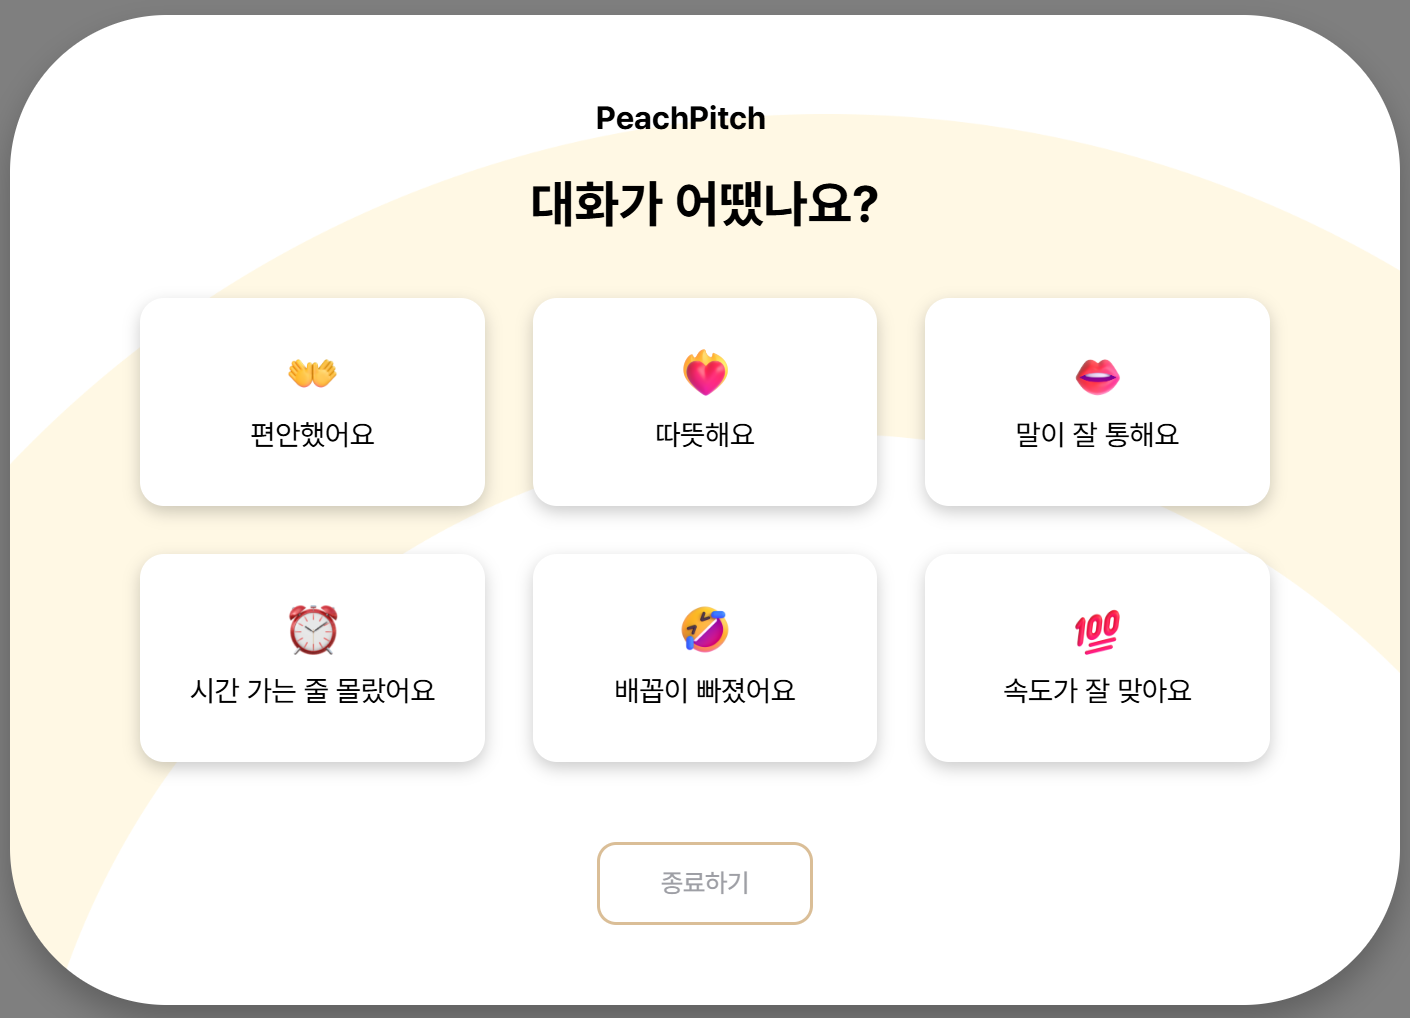 PeachPitch
대화가 어땠나요?
편안했어요
따뜻해요
말이 잘 통해요
시간 가는 줄 몰랐어요
배꼽이 빠졌어요
💯
속도가 잘 맞아요
종료하기